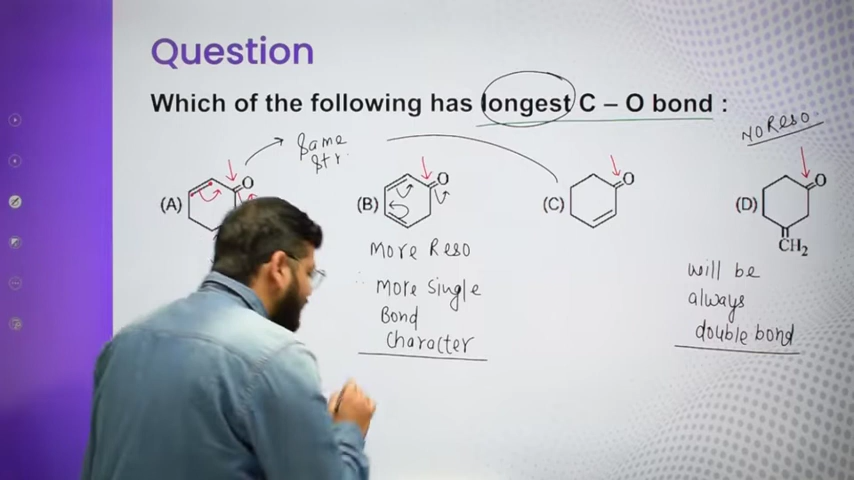 Question
Which of the following has longest C – O bond :
NO Reso
Same
Str.
(A)
O
(B)
O
(C)
O
(D)
O
CH2
More Reso
∴ More Single
Bond
Character
will be
always
double bond